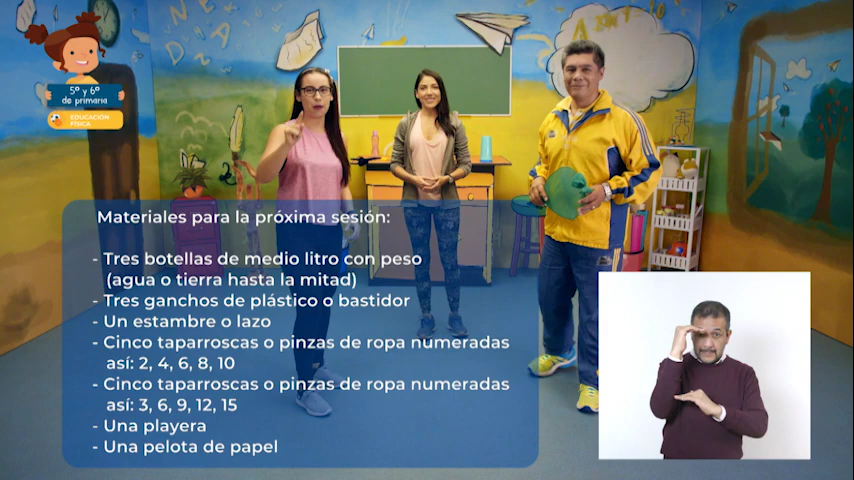 5º y 6º
de primaria
EDUCACIÓN
FÍSICA
Materiales para la próxima sesión:
- Tres botellas de medio litro con peso
(agua o tierra hasta la mitad)
- Tres ganchos de plástico o bastidor
- Un estambre o lazo
- Cinco taparroscas o pinzas de ropa numeradas
así: 2, 4, 6, 8, 10
- Cinco taparroscas o pinzas de ropa numeradas
así: 3, 6, 9, 12, 15
- Una playera
- Una pelota de papel